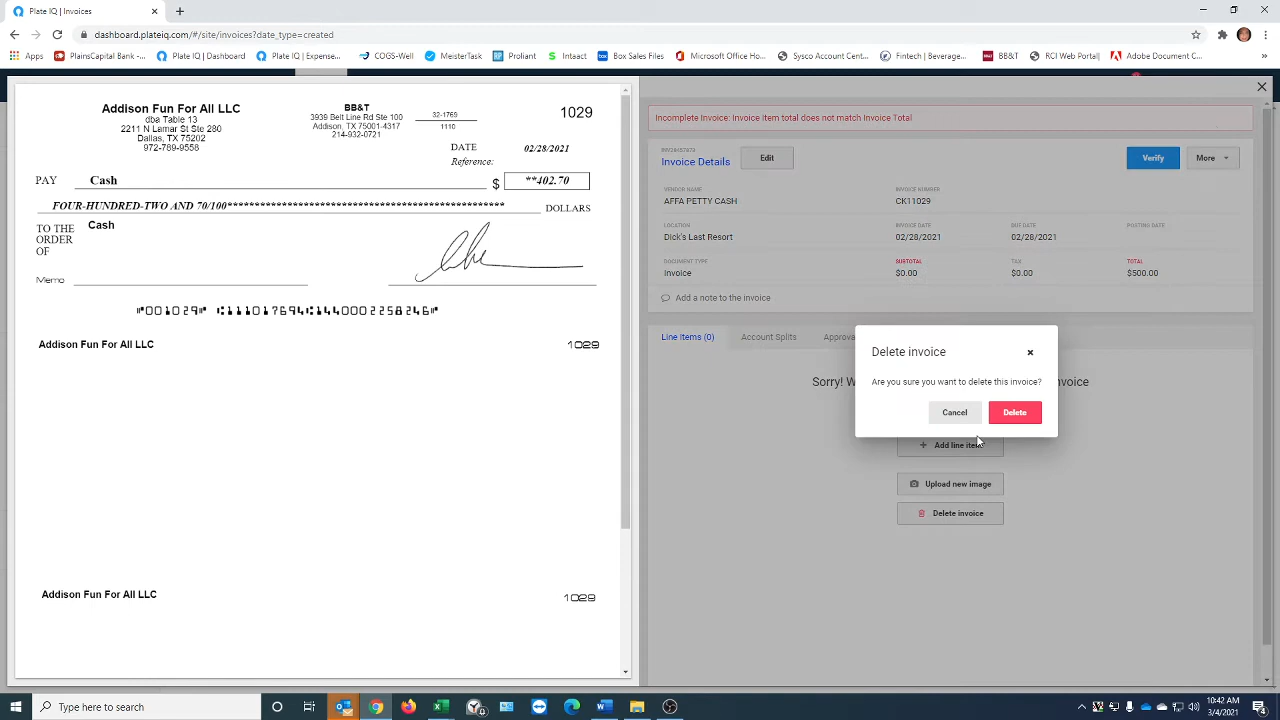 Plate IQ | Invoices
dashboard.plateiq.com/#/site/invoices?date_type=created
Apps
PlainsCapital Bank -...
Plate IQ | Dashboard
Plate IQ | Dashboard
COGS-Well
MeisterTask
Proliant
Intaact
Box Sales Files
Microsoft Office Ho...
Sysco Account Cent...
Fintech | Beverage...
BB&T
RCI Web Portal
Adobe Document C...
»
Addison Fun For All LLC
dba Table 13
2211 N Lamar St Ste 280
Dallas, TX 75202
972-789-9558
BB&T
3939 Belt Line Rd Ste 100
Addison, TX 75001-4317
214-932-0721
32-1769
1110
1029
DATE 02/28/2021
Reference:
PAY Cash $ **402.70
FOUR-HUNDRED-TWO AND 70/100**************************************************
DOLLARS
TO THE
ORDER
OF
Cash
Memo
⑈001029⑈ ⑆111017694⑆1440002258246⑈
Addison Fun For All LLC 1029
Addison Fun For All LLC 1029
Incomplete Invoice: Invoice Item total does not match Invoice Total
Invoice Details
Edit
Verify
More
VENDOR NAME
AFFA PETTY CASH
INVOICE NUMBER
CK11029
LOCATION
Dick's Last Resort
INVOICE DATE
02/28/2021
DUE DATE
02/28/2021
POSTING DATE
DOCUMENT TYPE
Invoice
SUBTOTAL
$0.00
TAX
$0.00
TOTAL
$500.00
Add a note to the invoice
Line Items (0)
Account Splits
Approva
Sorry! W
voice
Delete invoice
Are you sure you want to delete this invoice?
Cancel
Delete
Add line item
Upload new image
Delete invoice
Type here to search
10:42 AM
3/4/2021